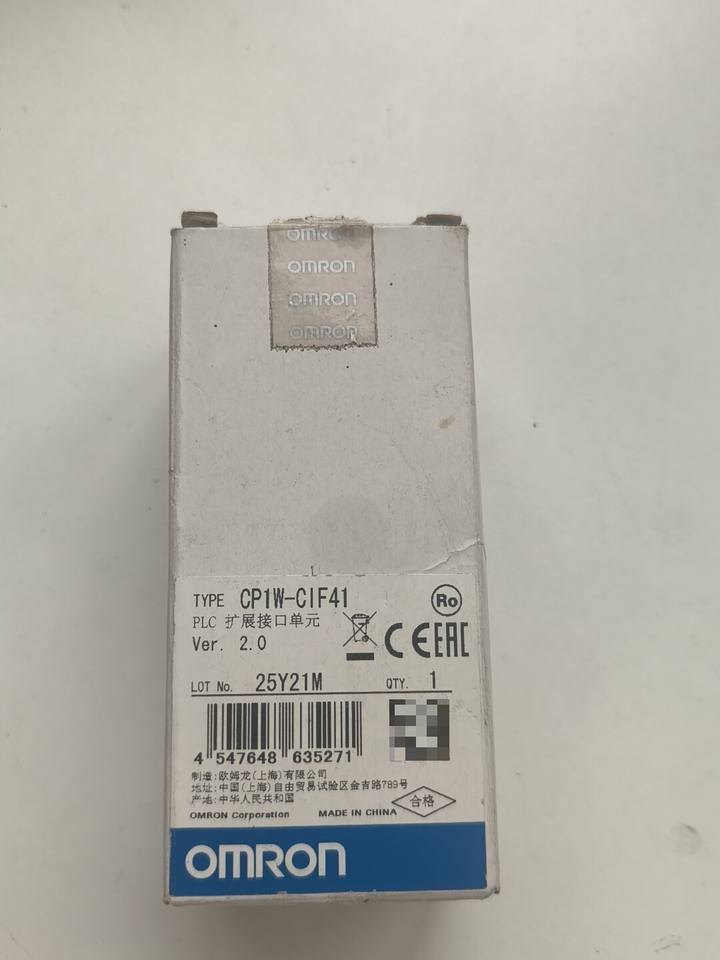 OMRON
OMRON
OMRON
OMRON
TYPE CP1W-CIF41
PLC 扩展接口单元
Ver. 2.0
Ro
CE EAC
LOT No. 25Y21M QTY. 1
4 547648 635271
制造:欧姆龙(上海)有限公司
地址:中国(上海)自由贸易试验区金吉路789号
产地:中华人民共和国
合格
OMRON Corporation MADE IN CHINA
OMRON